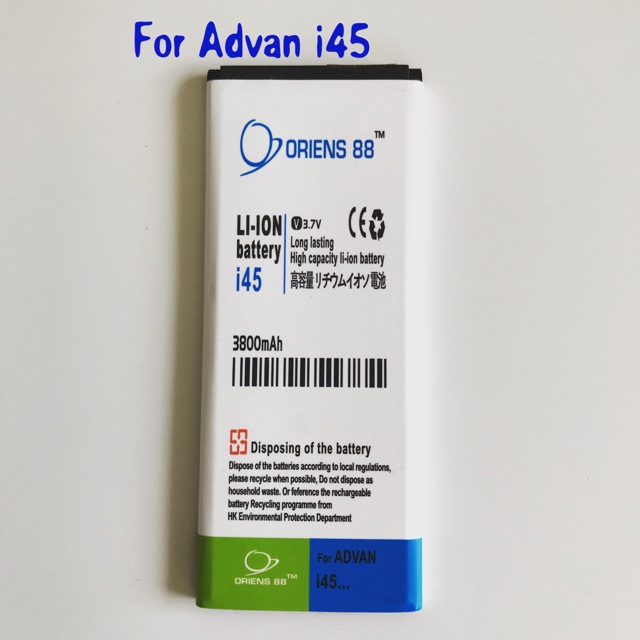 For Advan i45
ORIENS 88™
LI-ION
battery
i45
V 3.7V
Long lasting
High capacity li-ion battery
高容量リチウムイオソ電池
CE
3800mAh
Disposing of the battery
Dispose of the batteries according to local regulations,
please recycle when possible, Do not dispose as
household waste. Or reference the rechargeable
battery Recycling programme from
HK Environmental Protection Department
ORIENS 88™
For ADVAN
i45...